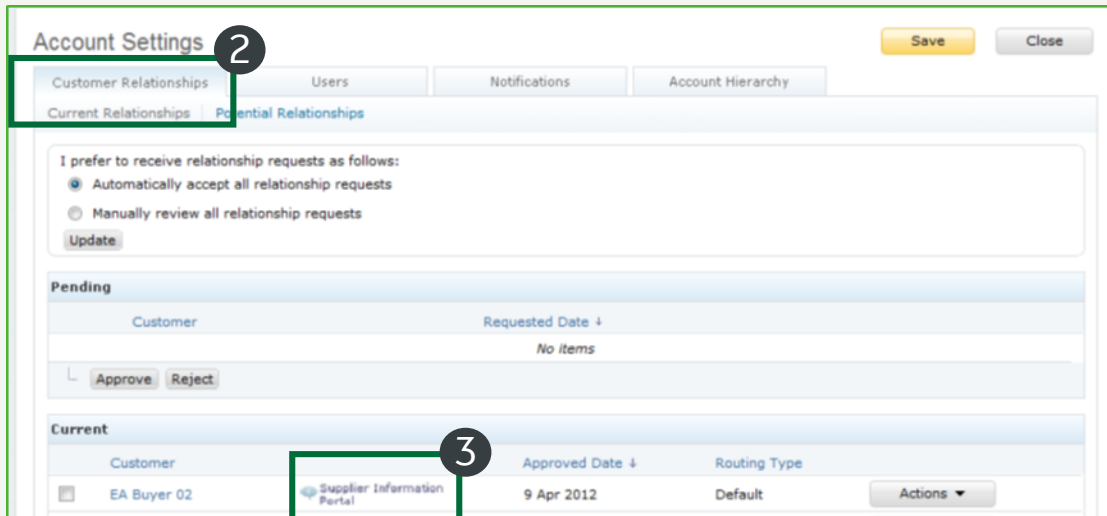 Account Settings
2
Save
Close
Customer Relationships
Users
Notifications
Account Hierarchy
Current Relationships
Potential Relationships
I prefer to receive relationship requests as follows:
Automatically accept all relationship requests
Manually review all relationship requests
Update
Pending
Customer
Requested Date ↓
No items
Approve
Reject
Current
3
Customer
Approved Date ↓
Routing Type
EA Buyer 02
Supplier Information
Portal
9 Apr 2012
Default
Actions ▼